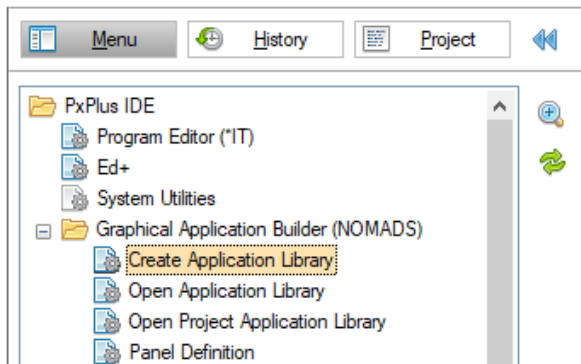 Menu History Project
PxPlus IDE
Program Editor (*IT)
Ed+
System Utilities
Graphical Application Builder (NOMADS)
Create Application Library
Open Application Library
Open Project Application Library
Panel Definition